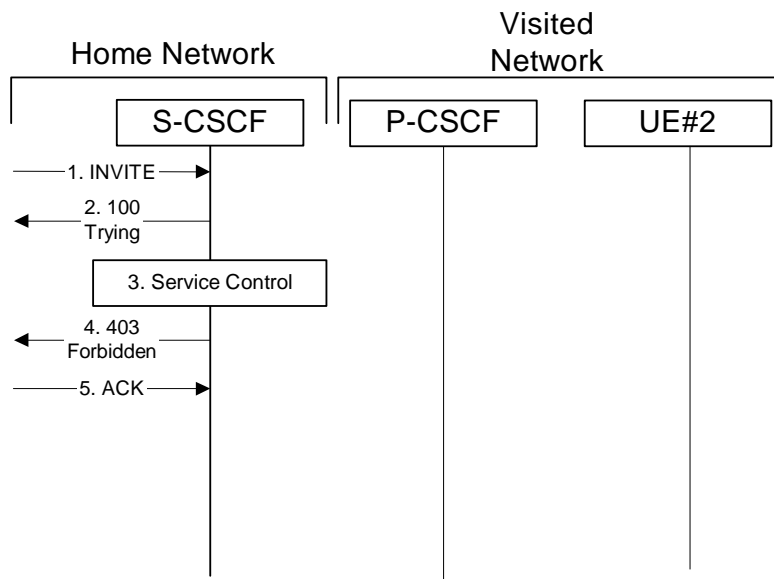 Home Network
Visited
Network
S-CSCF
P-CSCF
UE#2
1. INVITE
2. 100
Trying
3. Service Control
4. 403
Forbidden
5. ACK